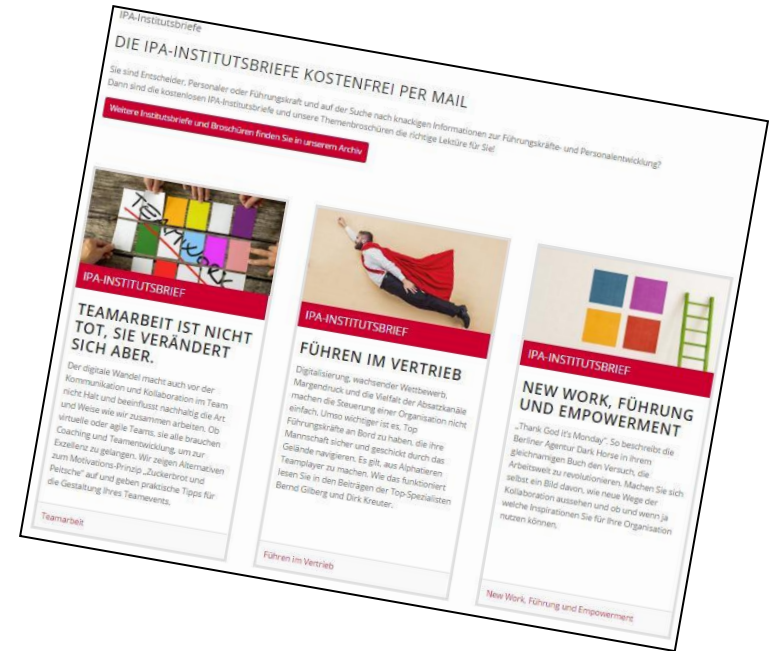 IPA-Institutsbriefe
DIE IPA-INSTITUTSBRIEFE KOSTENFREI PER MAIL
Sie sind Entscheider, Personaler oder Führungskraft und auf der Suche nach knackigen Informationen zur Führungskräfte- und Personalentwicklung?
Dann sind die kostenlosen IPA-Institutsbriefe und unsere Themenbroschüren die richtige Lektüre für Sie!
Weitere Institutsbriefe und Broschüren finden Sie in unserem Archiv
TEAMWORK
IPA-INSTITUTSBRIEF
TEAMARBEIT IST NICHT
TOT, SIE VERÄNDERT
SICH ABER.
Der digitale Wandel macht auch vor der
Kommunikation und Kollaboration im Team
nicht Halt und beeinflusst nachhaltig die Art
und Weise wie wir zusammen arbeiten. Ob
virtuelle oder agile Teams, sie alle brauchen
Coaching und Teamentwicklung, um zur
Exzellenz zu gelangen. Wir zeigen Alternativen
zum Motivations-Prinzip „Zuckerbrot und
Peitsche" auf und geben praktische Tipps für
die Gestaltung Ihres Teamevents.
Teamarbeit
IPA-INSTITUTSBRIEF
FÜHREN IM VERTRIEB
Digitalisierung, wachsender Wettbewerb,
Margendruck und die Vielfalt der Absatzkanäle
machen die Steuerung einer Organisation nicht
einfach. Umso wichtiger ist es, Top
Führungskräfte an Bord zu haben, die ihre
Mannschaft sicher und geschickt durch das
Gelände navigieren. Es gilt, aus Alphatieren
Teamplayer zu machen. Wie das funktioniert
lesen Sie in den Beiträgen der Top-Spezialisten
Bernd Gilberg und Dirk Kreuter.
Führen im Vertrieb
IPA-INSTITUTSBRIEF
NEW WORK, FÜHRUNG
UND EMPOWERMENT
„Thank God it's Monday". So beschreibt die
Berliner Agentur Dark Horse in ihrem
gleichnamigen Buch den Versuch, die
Arbeitswelt zu revolutionieren. Machen Sie sich
selbst ein Bild davon, wie neue Wege der
Kollaboration aussehen und ob und wenn ja
welche Inspirationen Sie für Ihre Organisation
nutzen können.
New Work, Führung und Empowerment